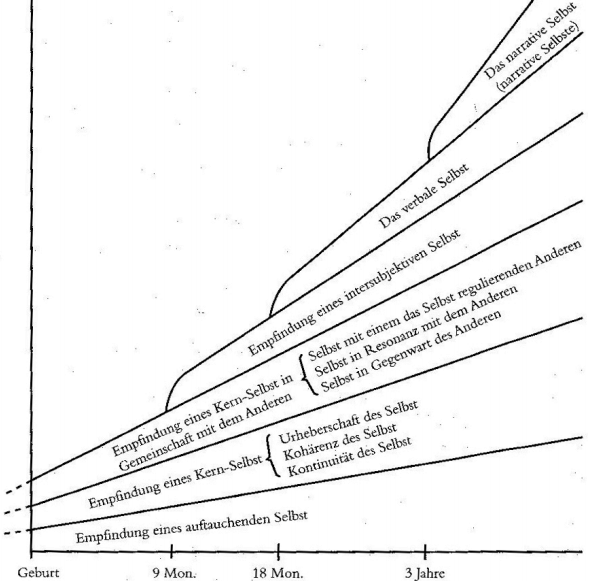 Das narrative Selbst
(narrative Selbste)
Das verbale Selbst
Empfindung eines intersubjektiven Selbst
Empfindung eines Kern-Selbst in
Gemeinschaft mit dem Anderen
Selbst mit einem das Selbst regulierenden Anderen
Selbst in Resonanz mit dem Anderen
Selbst in Gegenwart des Anderen
Empfindung eines Kern-Selbst
Urheberschaft des Selbst
Kohärenz des Selbst
Kontinuität des Selbst
Empfindung eines auftauchenden Selbst
Geburt
9 Mon.
18 Mon.
3 Jahre